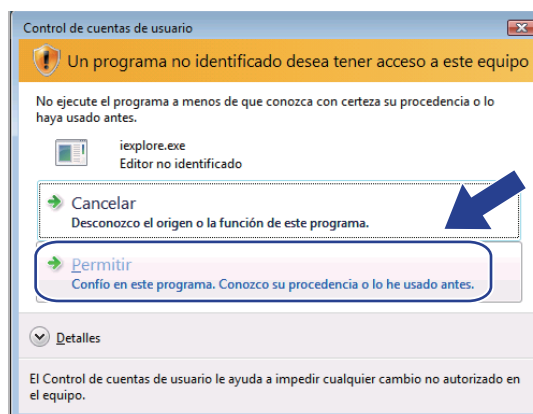 Control de cuentas de usuario
Un programa no identificado desea tener acceso a este equipo
No ejecute el programa a menos de que conozca con certeza su procedencia o lo
haya usado antes.
iexplore.exe
Editor no identificado
Cancelar
Desconozco el origen o la función de este programa.
Permitir
Confío en este programa. Conozco su procedencia o lo he usado antes.
Detalles
El Control de cuentas de usuario le ayuda a impedir cualquier cambio no autorizado en
el equipo.